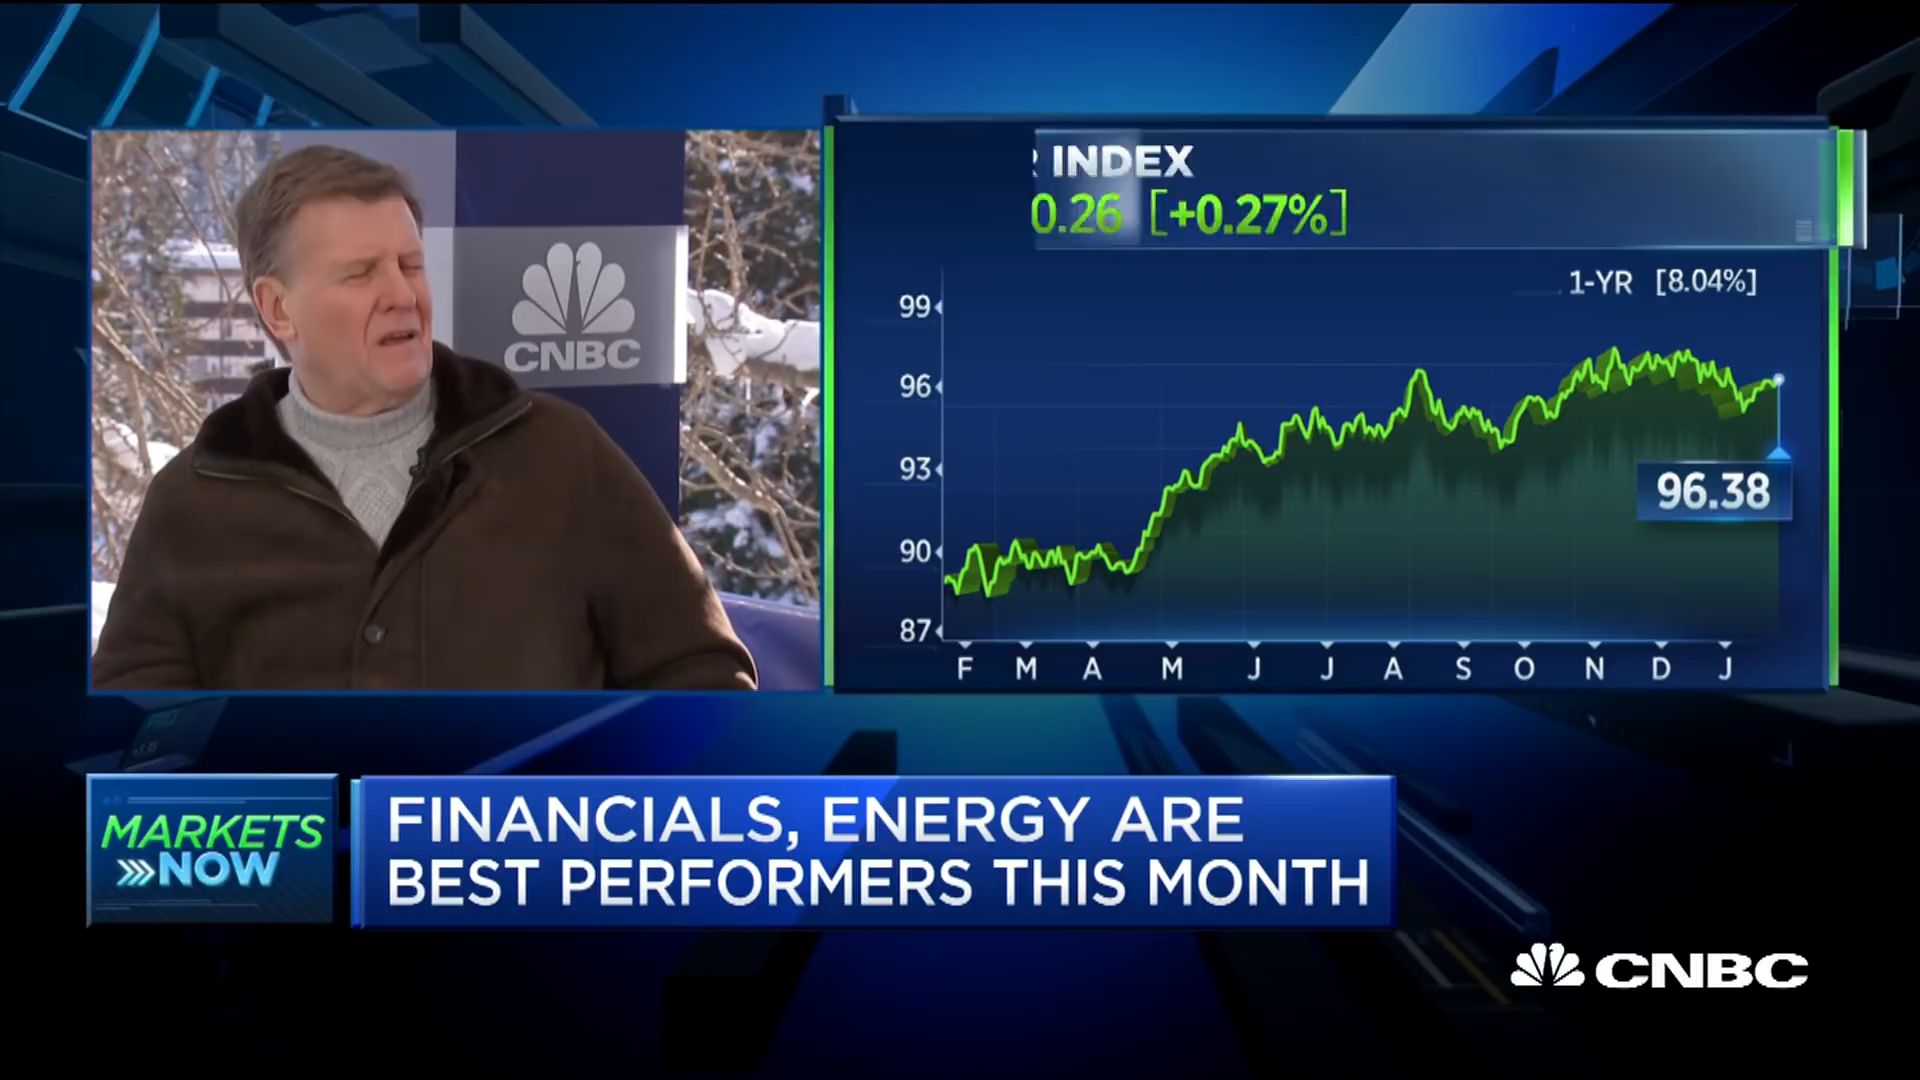 CNBC
INDEX
0.26 [+0.27%]
1-YR [8.04%]
99
96
93
90
87
96.38
F M A M J J A S O N D J
MARKETS
NOW
FINANCIALS, ENERGY ARE
BEST PERFORMERS THIS MONTH
CNBC